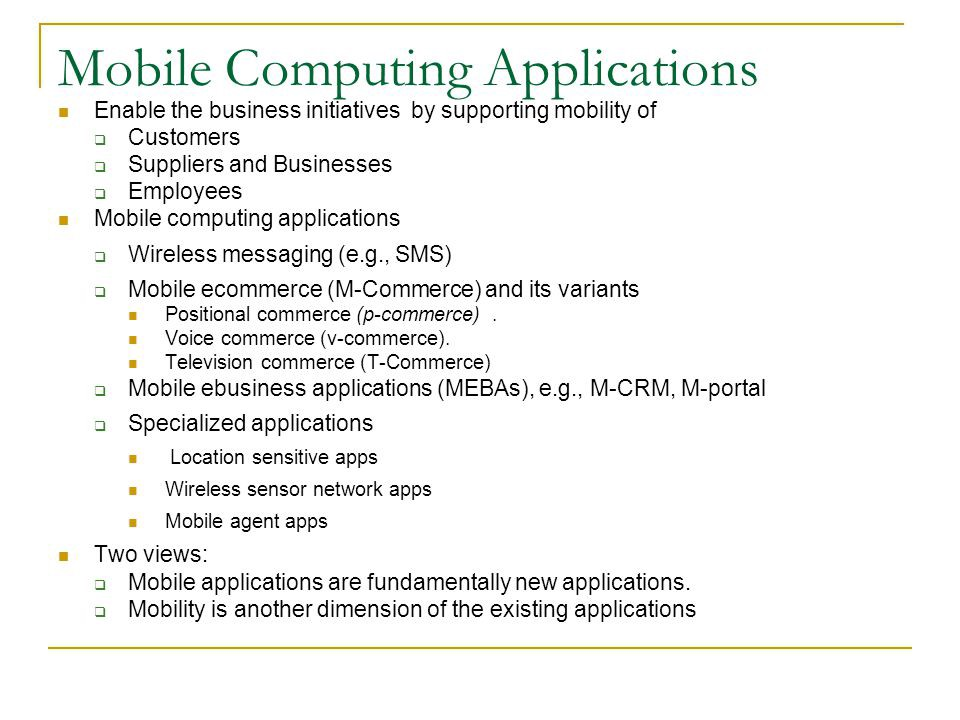 Mobile Computing Applications
Enable the business initiatives by supporting mobility of
Customers
Suppliers and Businesses
Employees
Mobile computing applications
Wireless messaging (e.g., SMS)
Mobile ecommerce (M-Commerce) and its variants
Positional commerce (p-commerce) .
Voice commerce (v-commerce).
Television commerce (T-Commerce)
Mobile ebusiness applications (MEBAs), e.g., M-CRM, M-portal
Specialized applications
Location sensitive apps
Wireless sensor network apps
Mobile agent apps
Two views:
Mobile applications are fundamentally new applications.
Mobility is another dimension of the existing applications